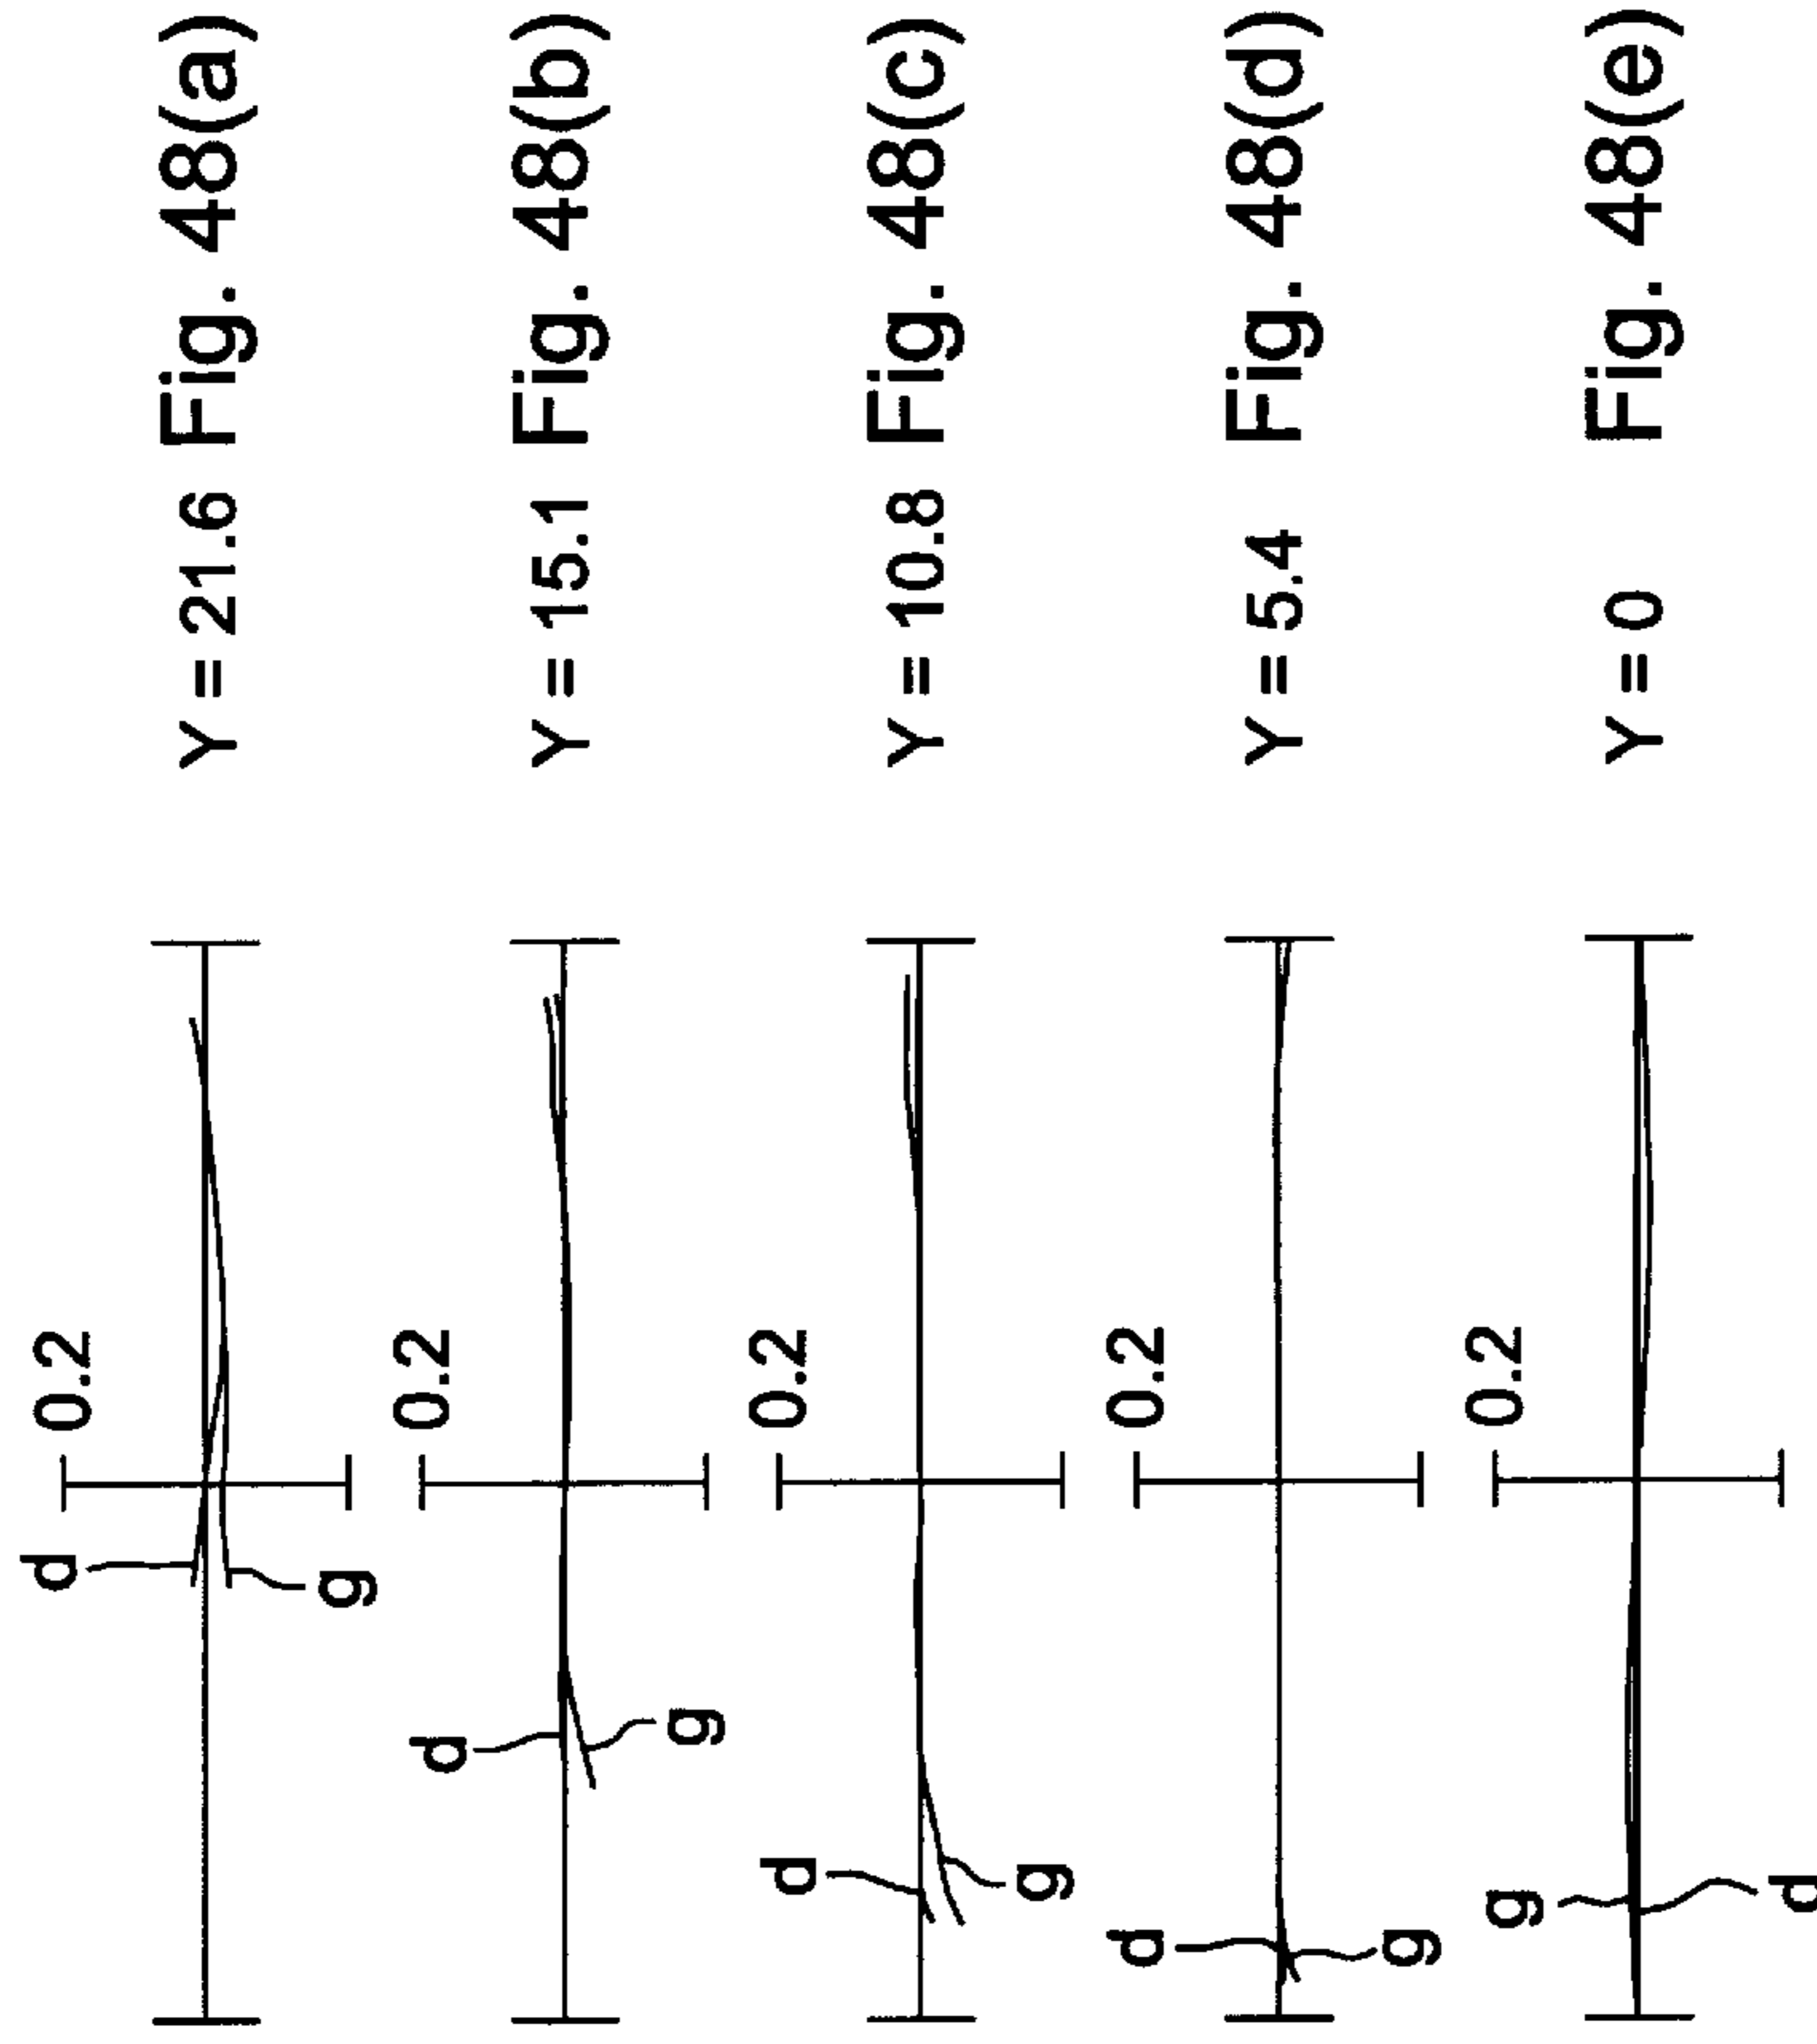 d 0.2
Y = 21.6 Fig. 48(a)
g
d 0.2
Y = 15.1 Fig. 48(b)
g
d 0.2
Y = 10.8 Fig. 48(c)
g
d 0.2
Y = 5.4 Fig. 48(d)
g
g 0.2
Y = 0 Fig. 48(e)
d